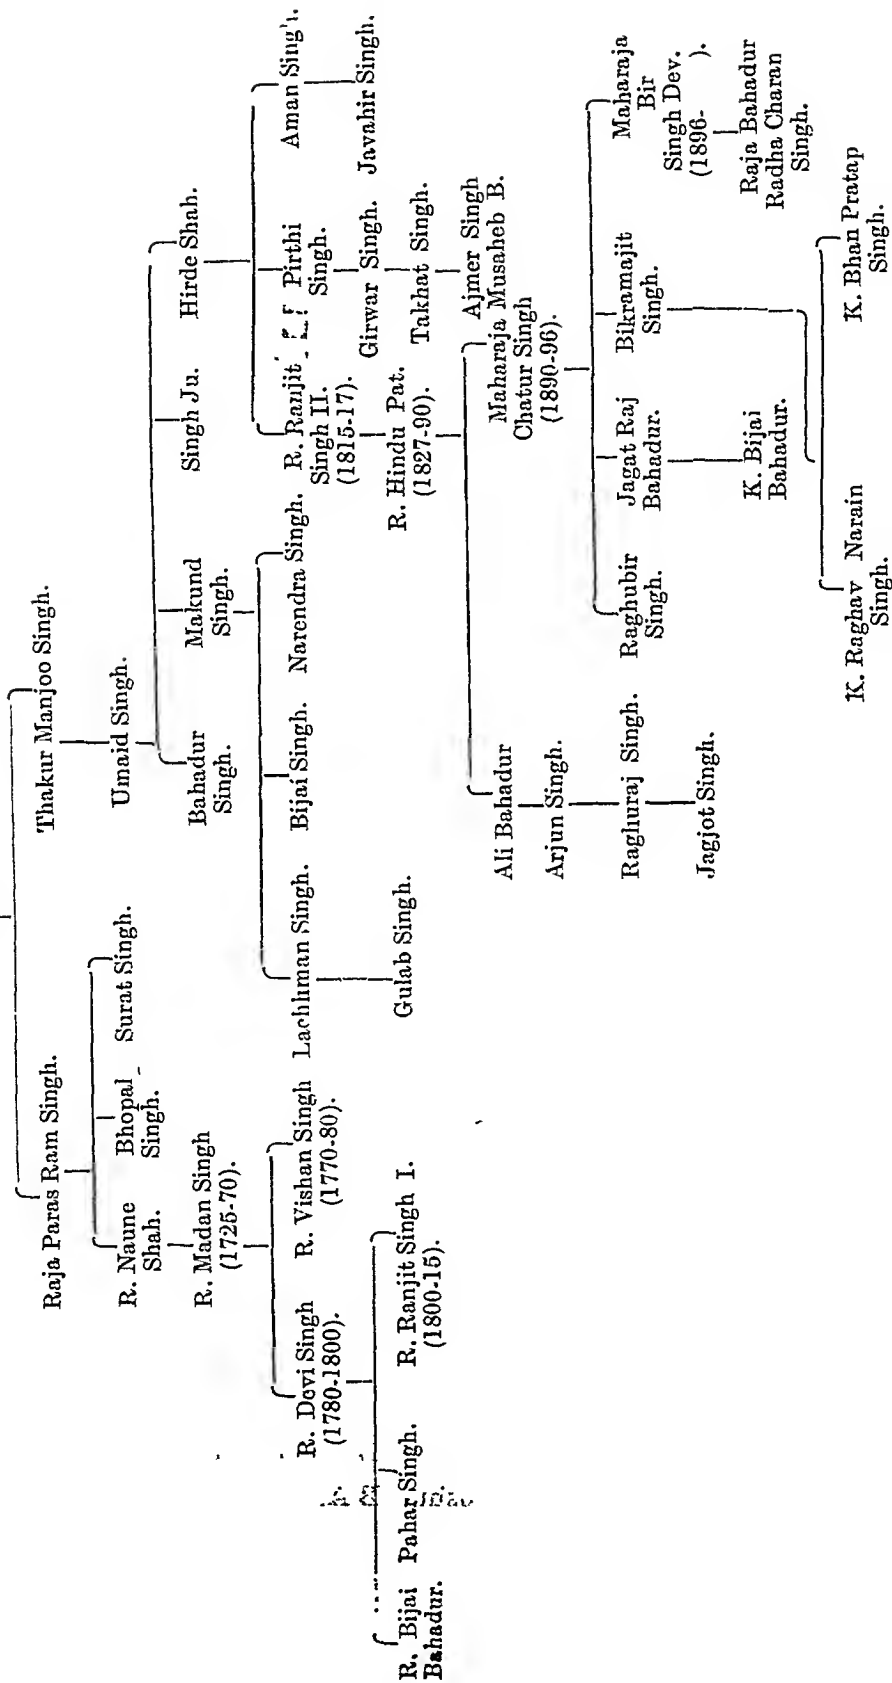 Raja Paras Ram Singh.
Thakur Manjoo Singh.
R. Naune
Shah.
Bhopal
Singh.
Surat Singh.
Umaid Singh.
R. Madan Singh
(1725-70).
Bahadur
Singh.
Makund
Singh.
Singh Ju.
Hirde Shah.
R. Devi Singh
(1780-1800).
R. Vishan Singh
(1770-80).
Lachhman Singh.
Bijai Singh.
Narendra Singh.
R. Ranjit
Singh II.
(1815-17).
Pirthi
Singh.
Aman Singh.
R. Bijai
Bahadur.
Pahar Singh.
R. Ranjit Singh I.
(1800-15).
Gulab Singh.
R. Hindu Pat.
(1827-90).
Girwar Singh.
Javahir Singh.
Takhat Singh.
Ajmer Singh
Ali Bahadur
Maharaja Musaheb B.
Chatur Singh
(1890-96).
Arjun Singh.
Raghuraj Singh.
Jagjot Singh.
Raghubir
Singh.
Jagat Raj
Bahadur.
Bikramajit
Singh.
Maharaja
Bir
Singh Dev.
(1896- ).
K. Bijai
Bahadur.
Raja Bahadur
Radha Charan
Singh.
K. Raghav Narain
Singh.
K. Bhan Pratap
Singh.